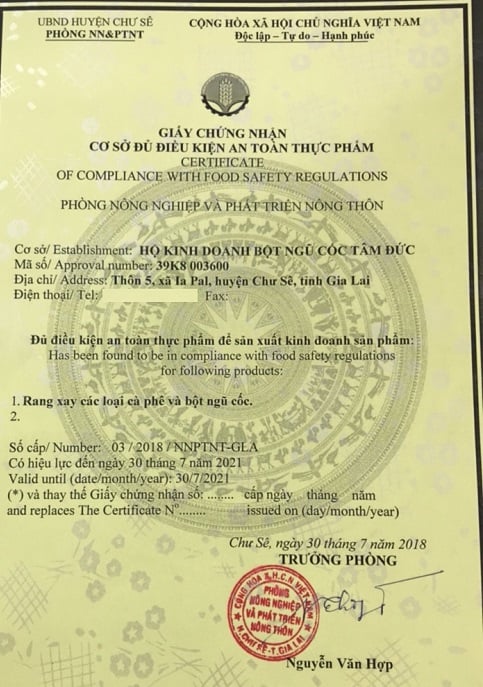 UBND HUYỆN CHƯ SÊ
PHÒNG NN&PTNT
CỘNG HÒA XÃ HỘI CHỦ NGHĨA VIỆT NAM
Độc lập – Tự do – Hạnh phúc
GIẤY CHỨNG NHẬN
CƠ SỞ ĐỦ ĐIỀU KIỆN AN TOÀN THỰC PHẨM
CERTIFICATE
OF COMPLIANCE WITH FOOD SAFETY REGULATIONS
PHÒNG NÔNG NGHIỆP VÀ PHÁT TRIỂN NÔNG THÔN
Cơ sở/ Establishment: HỘ KINH DOANH BỘT NGŨ CỐC TÂM ĐỨC
Mã số/ Approval number: 39K8 003600
Địa chỉ/ Address: Thôn 5, xã Ia Pal, huyện Chư Sê, tỉnh Gia Lai
Điện thoại/ Tel: Fax:
Đủ điều kiện an toàn thực phẩm để sản xuất kinh doanh sản phẩm:
Has been found to be in compliance with food safety regulations
for following products:
1. Rang xay các loại cà phê và bột ngũ cốc.
2.
Số cấp/ Number: 03 / 2018 / NNPTNT-GLA
Có hiệu lực đến ngày 30 tháng 7 năm 2021
Valid until (date/month/year): 30/7/2021
(*) và thay thế Giấy chứng nhận số: ........ cấp ngày tháng năm
and replaces The Certificate Nº........ issued on (day/month/year)
Chư Sê, ngày 30 tháng 7 năm 2018
TRƯỞNG PHÒNG
CỘNG HÒA X.H.C.N VIỆT NAM
PHÒNG
NÔNG NGHIỆP
VÀ PHÁT TRIỂN
NÔNG THÔN
H.CHƯ SÊ-T.GIA LAI
Nguyễn Văn Hợp